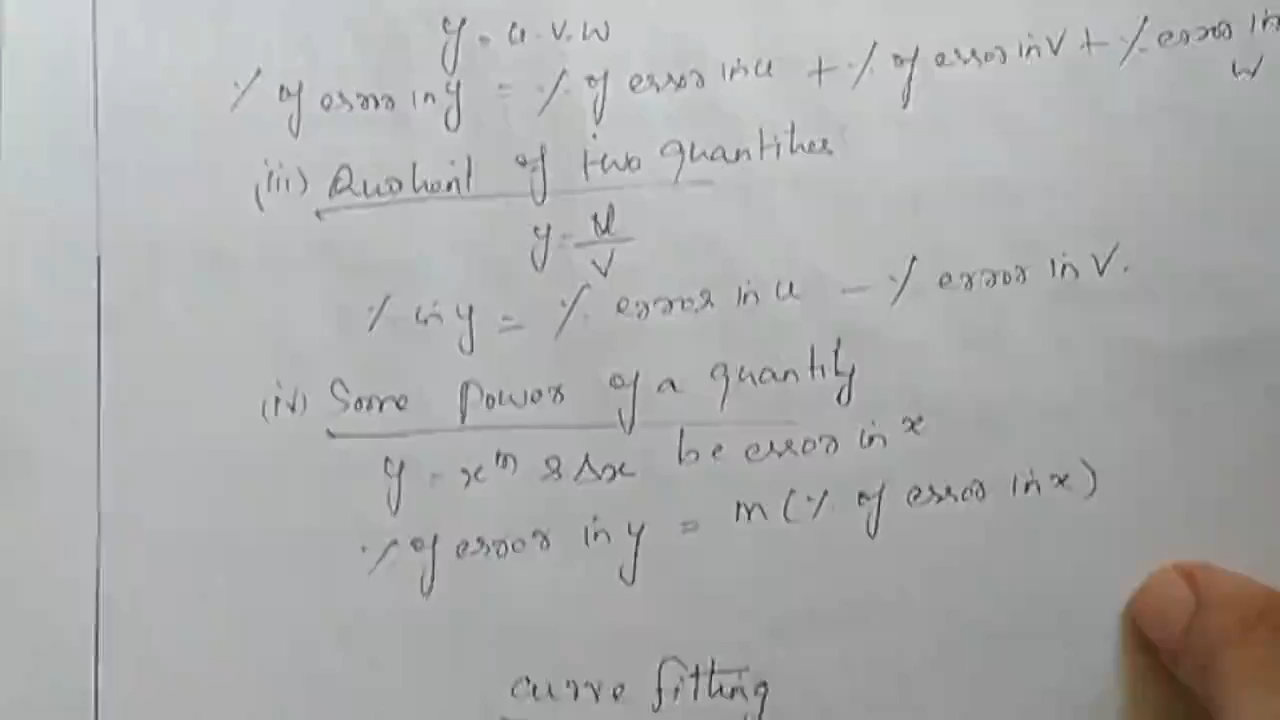 y = u.v.w
% of error in y = % of error in u + % of error in v + % error in
w
(iii) Quotient of two quantities
y = u/v
% in y = % error in u - % error in v.
(iv) Some Power of a quantity
y = x^m & Δx be error in x
% of error in y = m (% of error in x)
curve fitting